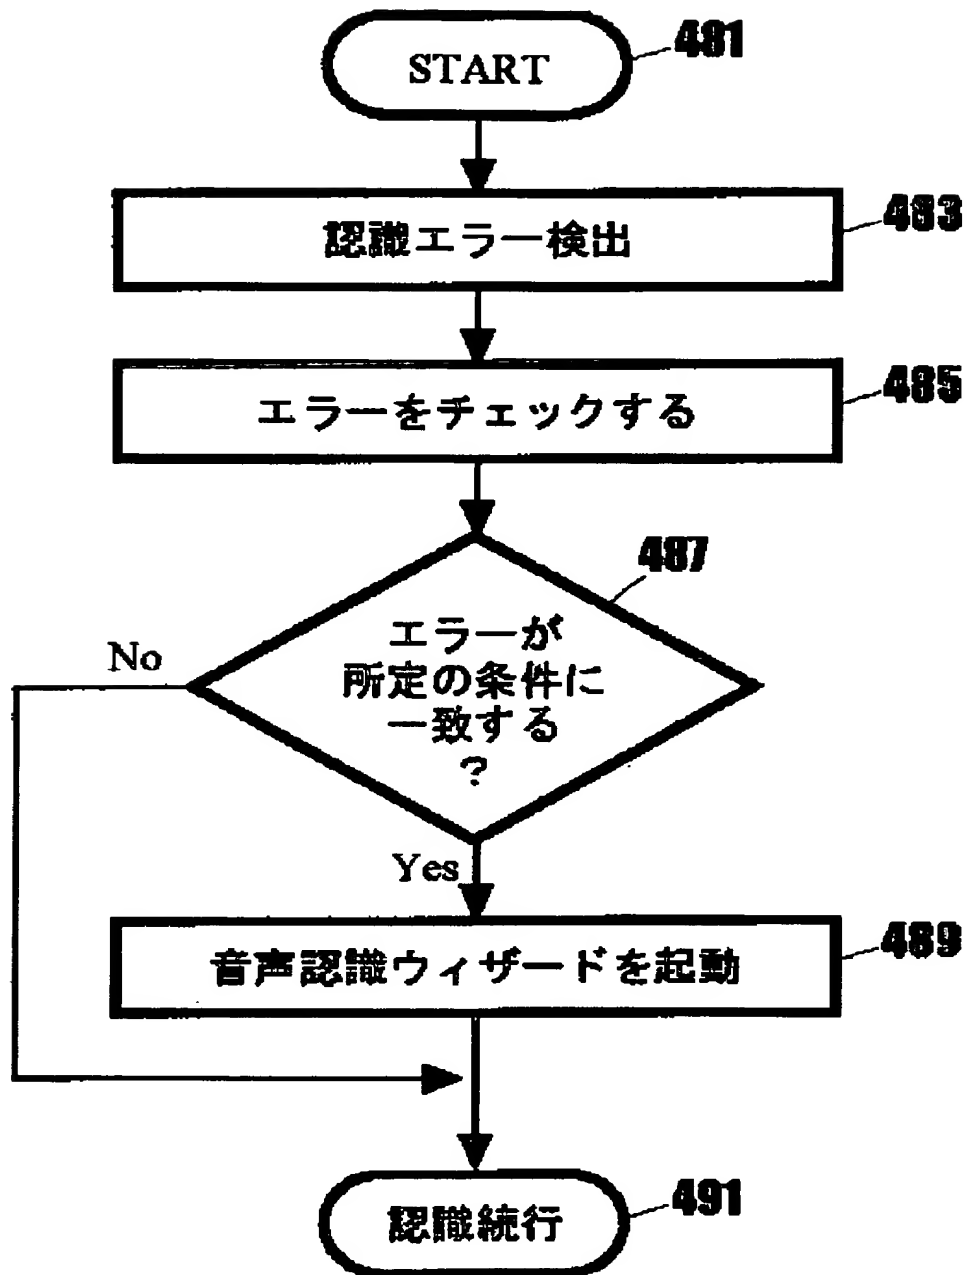 START
481
認識エラー検出
483
エラーをチェックする
485
487
エラーが
所定の条件に
一致する
?
No
Yes
音声認識ウィザードを起動
489
認識続行
491